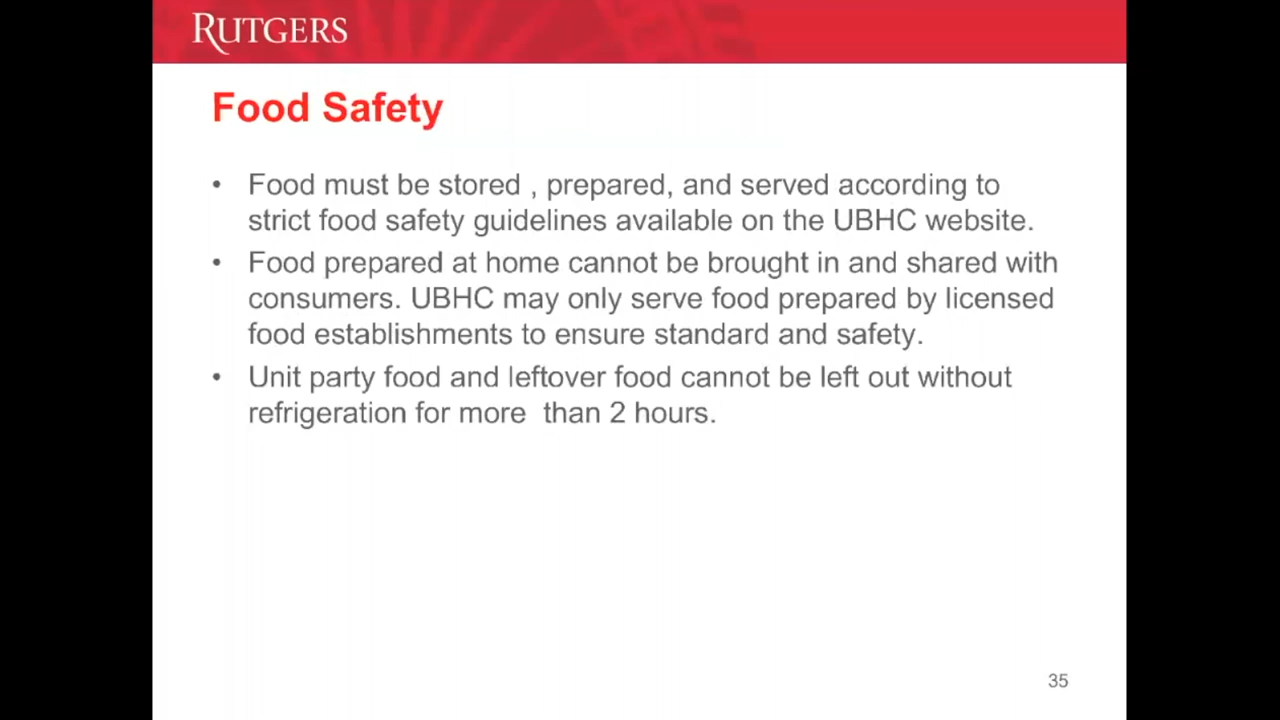 RUTGERS
Food Safety
• Food must be stored , prepared, and served according to
strict food safety guidelines available on the UBHC website.
• Food prepared at home cannot be brought in and shared with
consumers. UBHC may only serve food prepared by licensed
food establishments to ensure standard and safety.
• Unit party food and leftover food cannot be left out without
refrigeration for more  than 2 hours.
35